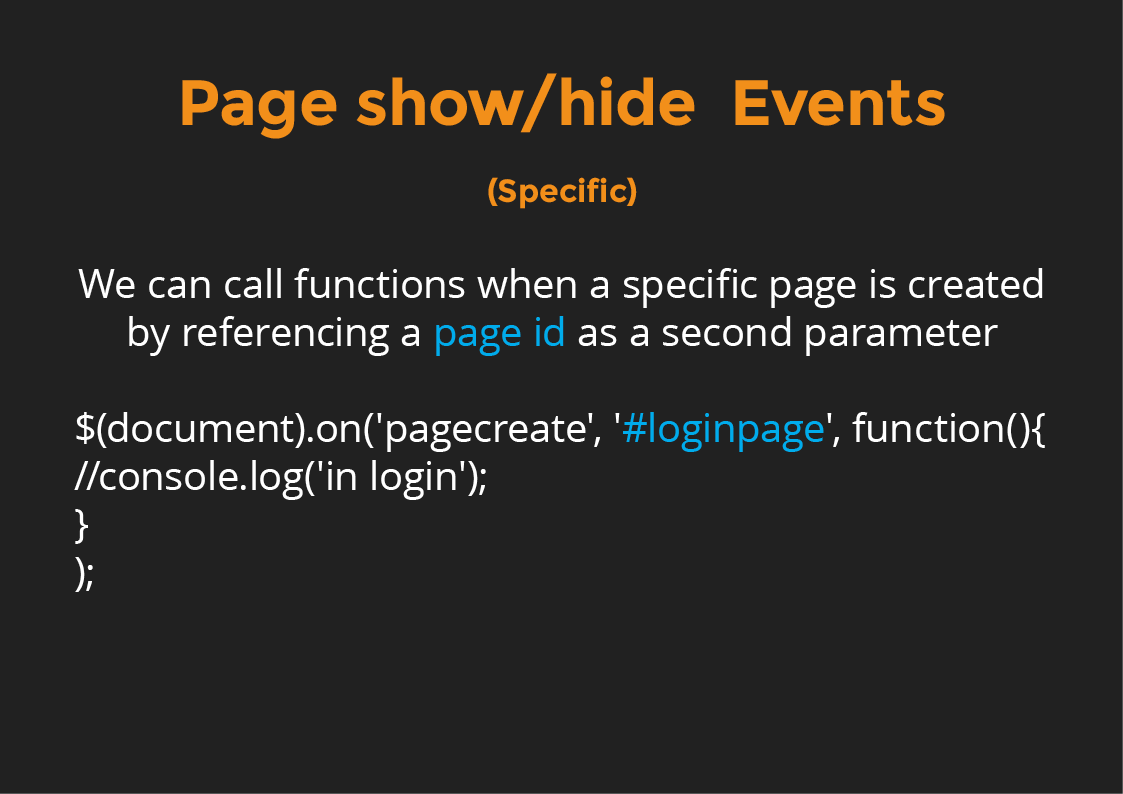 Page show/hide  Events
(Specific)
We can call functions when a specific page is created
by referencing a page id as a second parameter
$(document).on('pagecreate', '#loginpage', function(){
//console.log('in login');
}
);